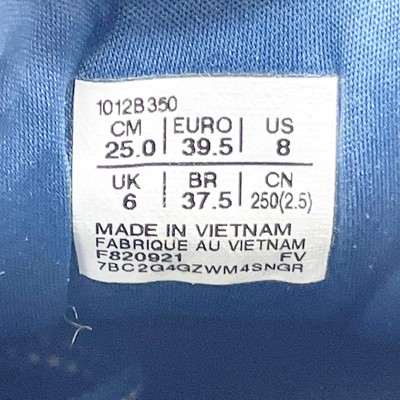 1012B350
CM | EURO | US
25.0 | 39.5 | 8
UK | BR | CN
6 | 37.5 | 250(2.5)
MADE IN VIETNAM
FABRIQUE AU VIETNAM
F820921 FV
7BC2G4GZWM4SNGR